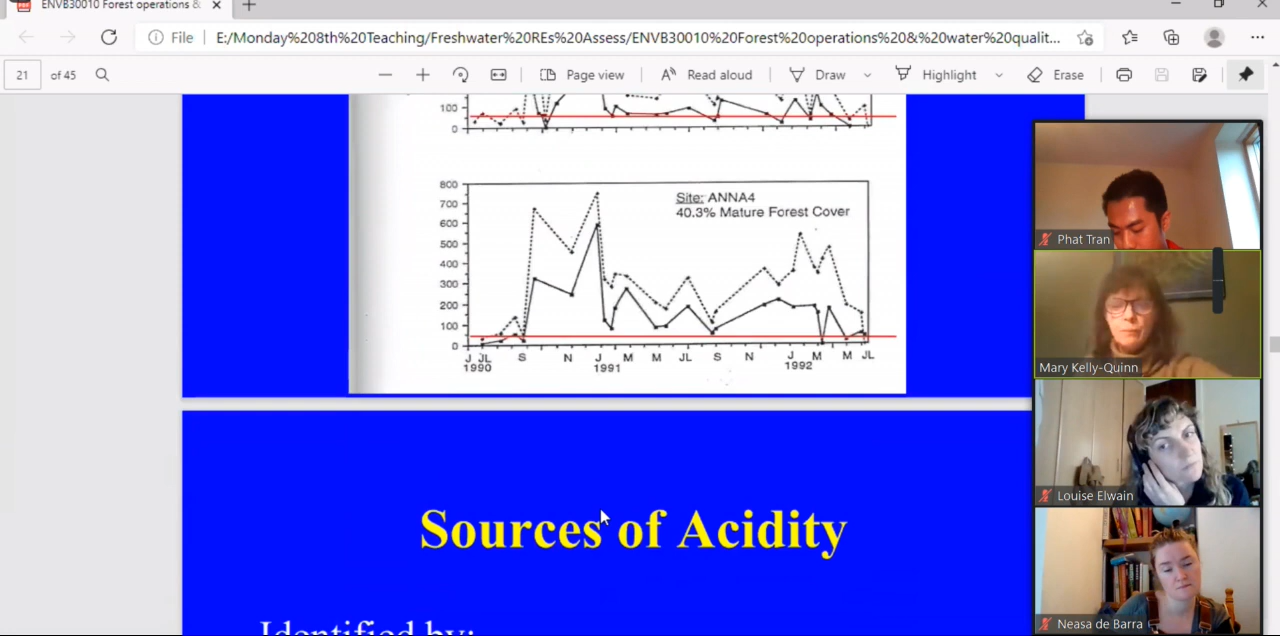 ENVB30010 Forest operations &
File
E:/Monday%208th%20Teaching/Freshwater%20REs%20Assess/ENVB30010%20Forest%20operations%20&%20water%20qualit...
21 of 45
Page view
Read aloud
Draw
Highlight
Erase
100
0
800
700
600
500
400
300
200
100
0
Site: ANNA4
40.3% Mature Forest Cover
J JL S N J M M JL S N J M M JL
1990 1991 1992
Sources of Acidity
Identified by:
Phat Tran
Mary Kelly-Quinn
Louise Elwain
Neasa de Barra